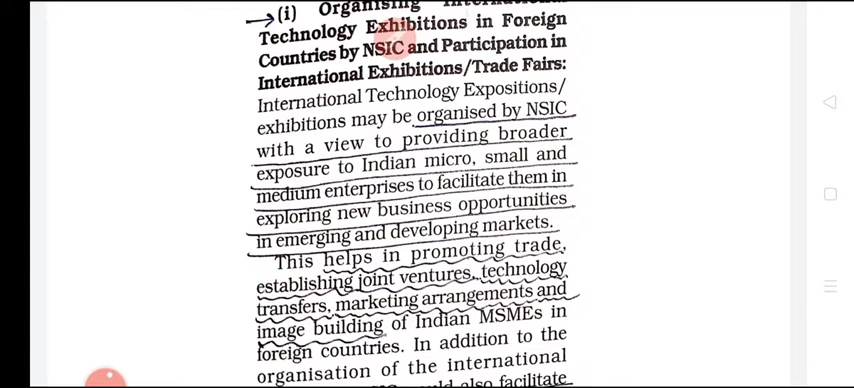 (i) Organising International
Technology Exhibitions in Foreign
Countries by NSIC and Participation in
International Exhibitions/Trade Fairs:
International Technology Expositions/
exhibitions may be organised by NSIC
with a view to providing broader
exposure to Indian micro, small and
medium enterprises to facilitate them in
exploring new business opportunities
in emerging and developing markets.
This helps in promoting trade,
establishing joint ventures, technology
transfers, marketing arrangements and
image building of Indian MSMEs in
foreign countries. In addition to the
organisation of the international
also facilitate